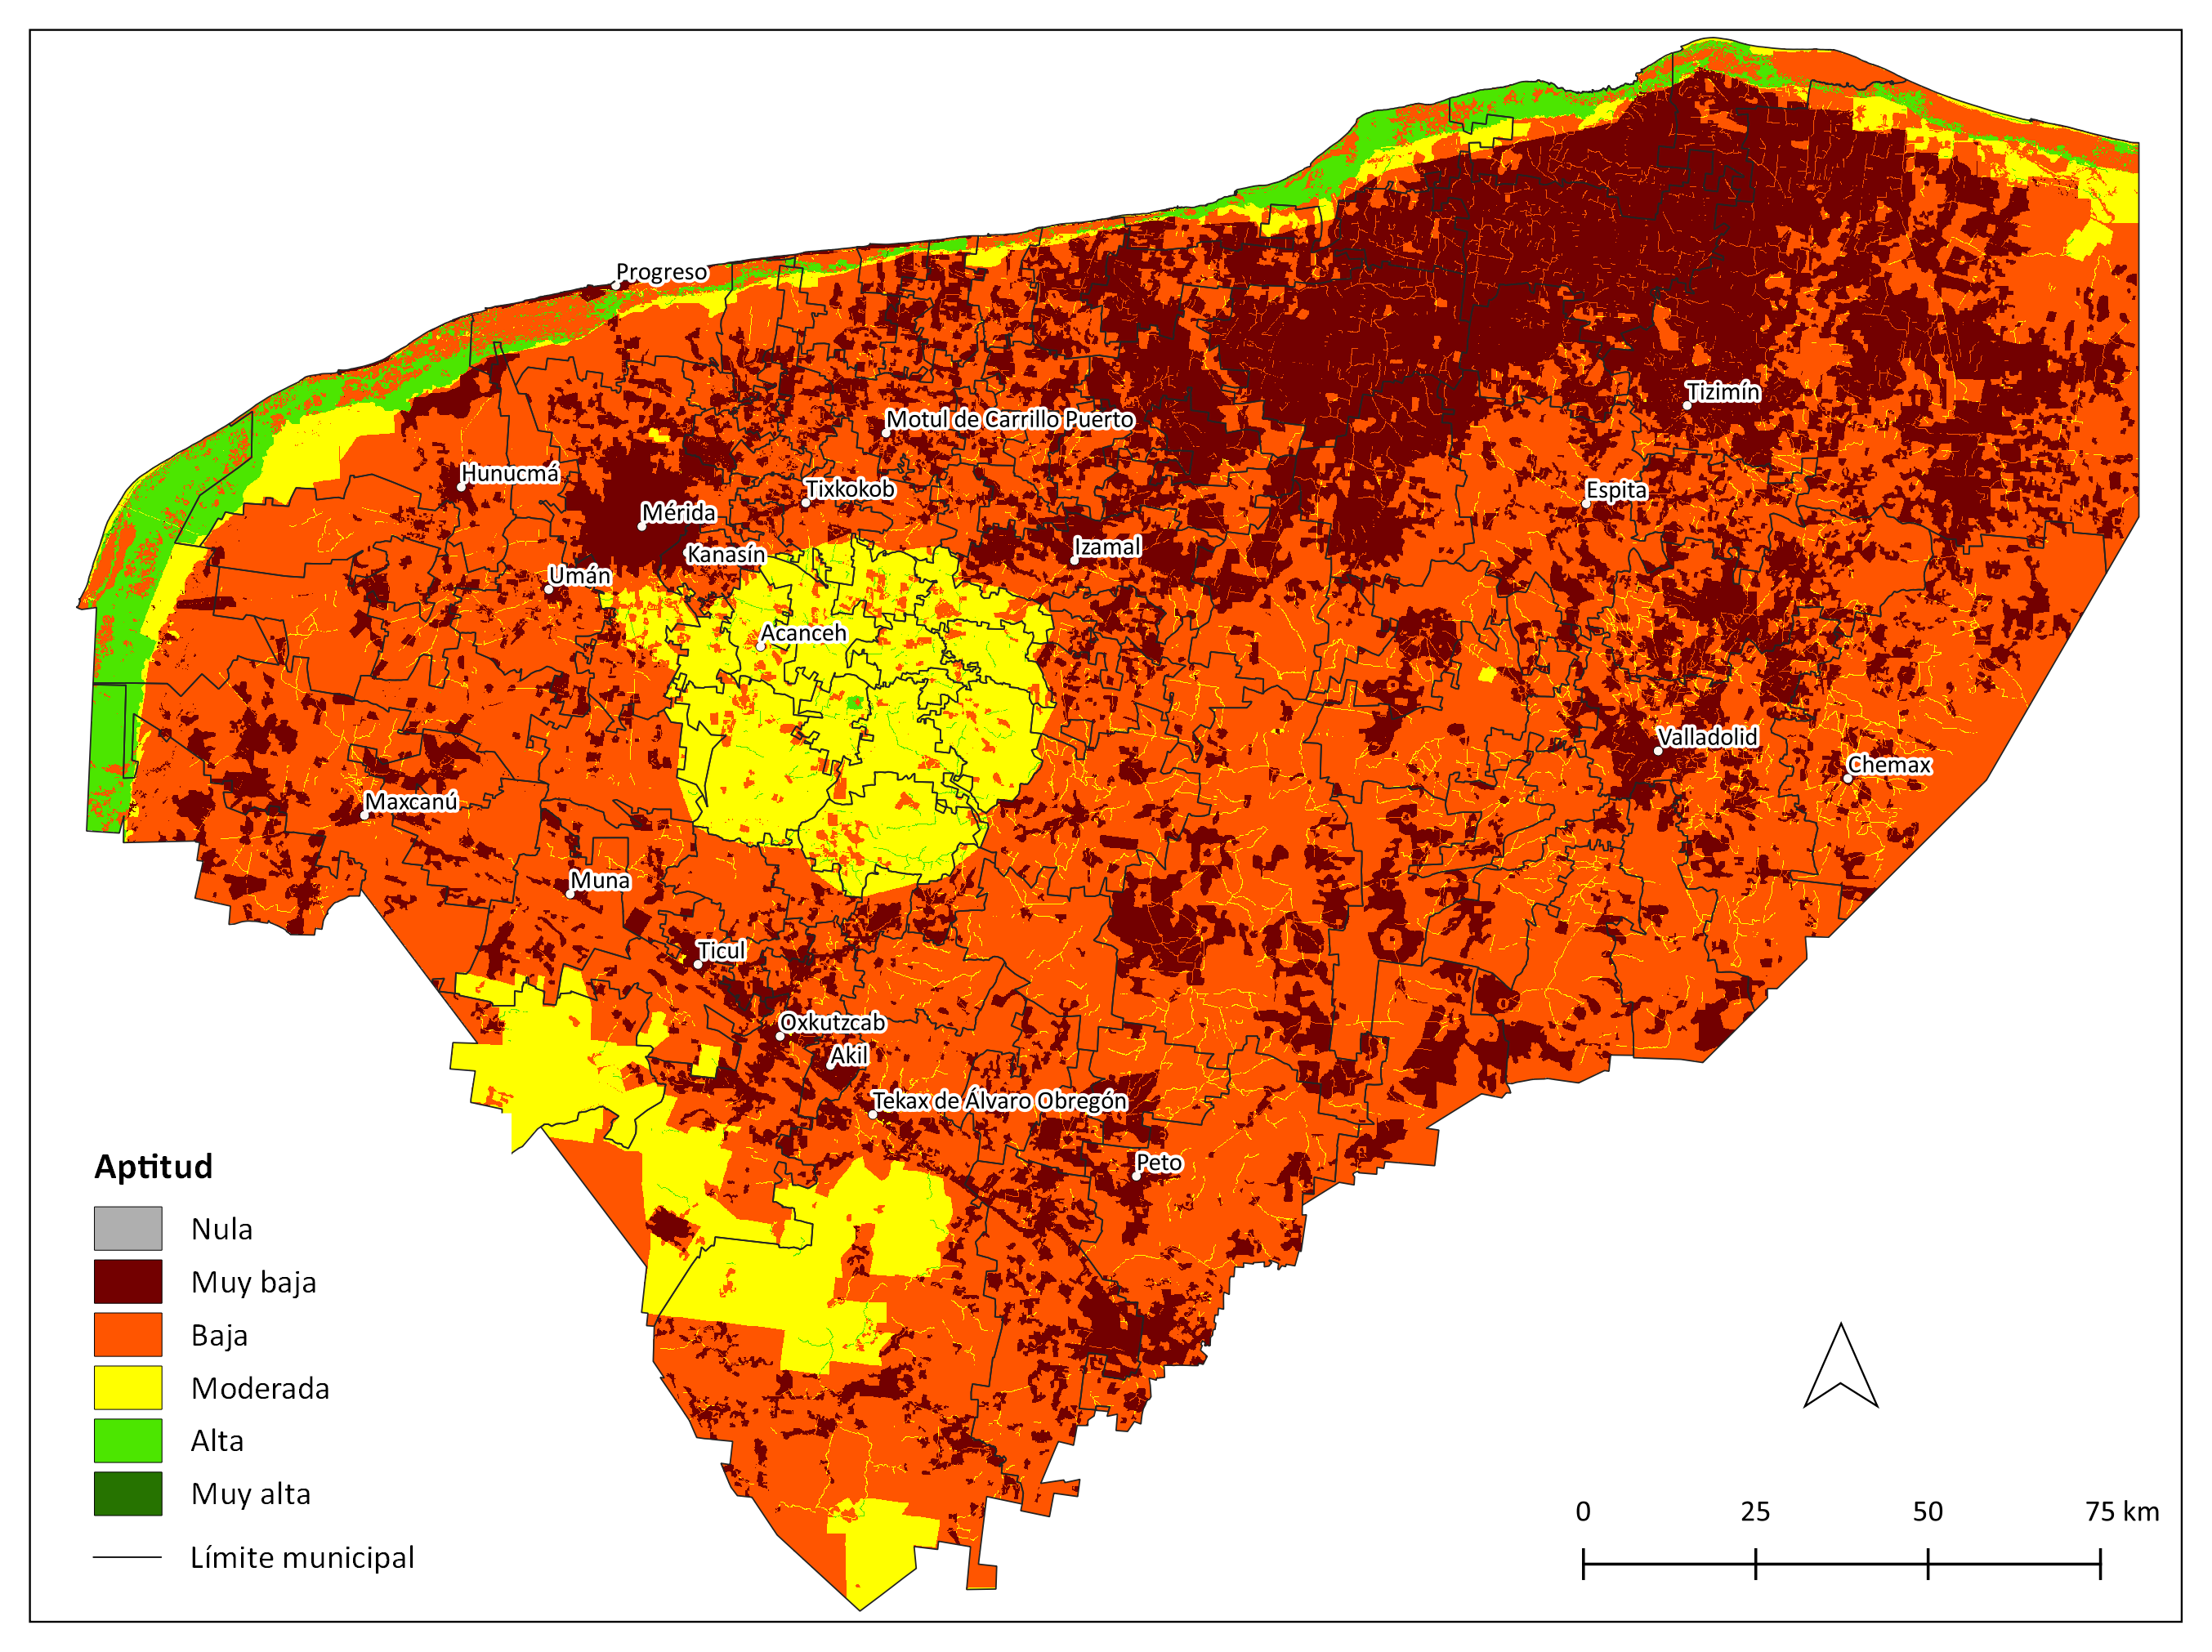 Progreso
Tizimín
Motul de Carrillo Puerto
Hunucmá
Tixkokob
Espita
Mérida
Izamal
Kanasín
Umán
Acanceh
Valladolid
Chemax
Maxcanú
Muna
Ticul
Oxkutzcab
Akil
Tekax de Álvaro Obregón
Peto
Aptitud
Nula
Muy baja
Baja
Moderada
Alta
Muy alta
Límite municipal
0 25 50 75 km